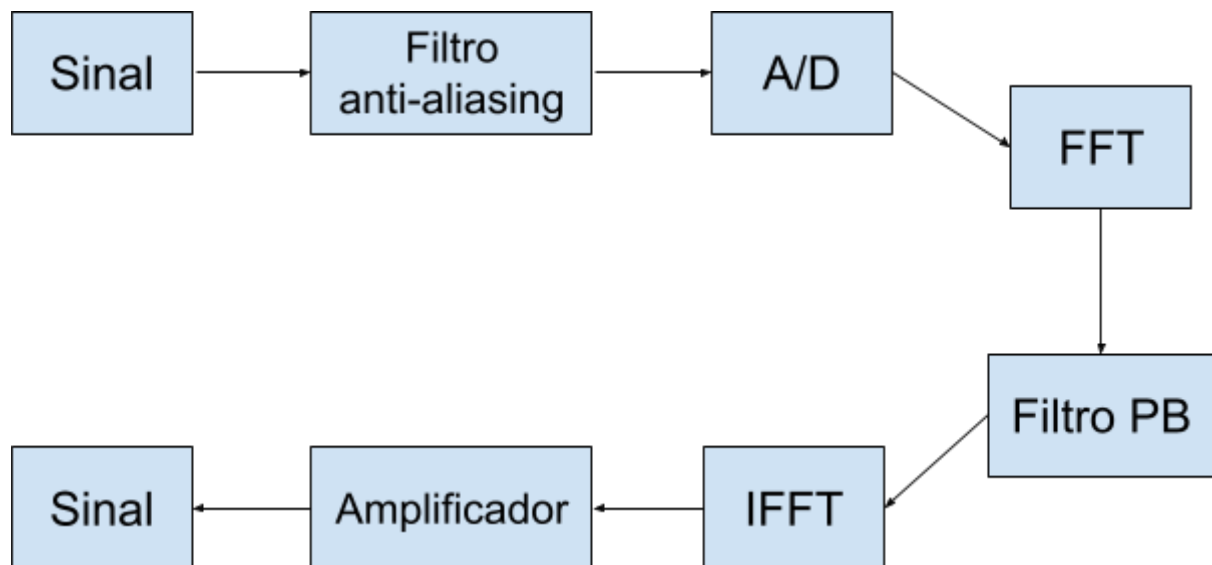 Sinal
Filtro
anti-aliasing
A/D
FFT
Filtro PB
IFFT
Amplificador
Sinal